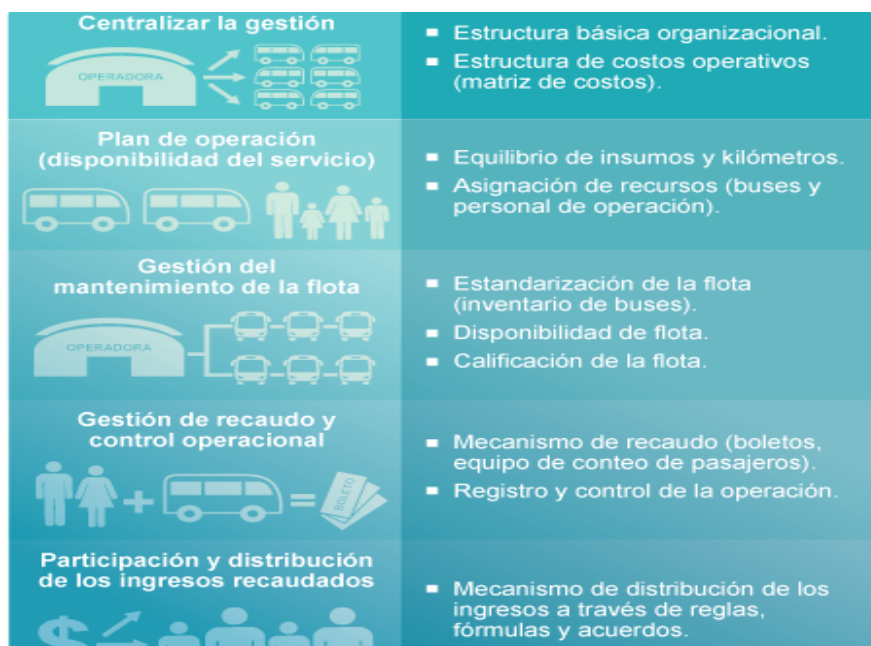 Centralizar la gestión
OPERADORA
▪ Estructura básica organizacional.
▪ Estructura de costos operativos
(matriz de costos).
Plan de operación
(disponibilidad del servicio)
▪ Equilibrio de insumos y kilómetros.
▪ Asignación de recursos (buses y
personal de operación).
Gestión del
mantenimiento de la flota
OPERADORA
▪ Estandarización de la flota
(inventario de buses).
▪ Disponibilidad de flota.
▪ Calificación de la flota.
Gestión de recaudo y
control operacional
BOLETO
▪ Mecanismo de recaudo (boletos,
equipo de conteo de pasajeros).
▪ Registro y control de la operación.
Participación y distribución
de los ingresos recaudados
$
▪ Mecanismo de distribución de los
ingresos a través de reglas,
fórmulas y acuerdos.